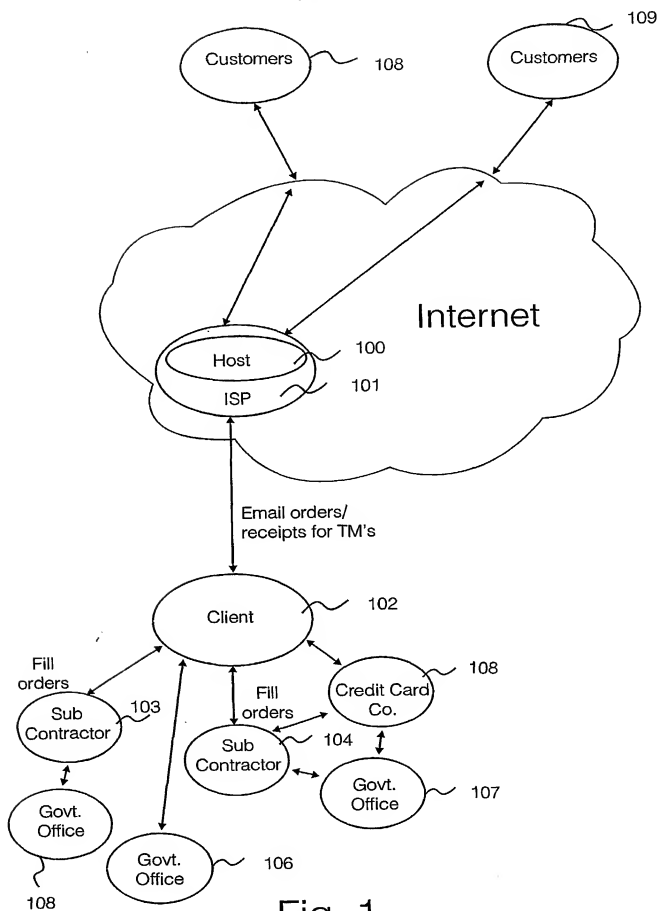 109
Customers
108
Customers
Internet
Host
100
ISP
101
Email orders/
receipts for TM's
Client
102
Fill
orders
Sub
Contractor
103
Fill
orders
Sub
Contractor
104
Credit Card
Co.
108
Govt.
Office
107
Govt.
Office
108
Govt.
Office
106
Fig. 1